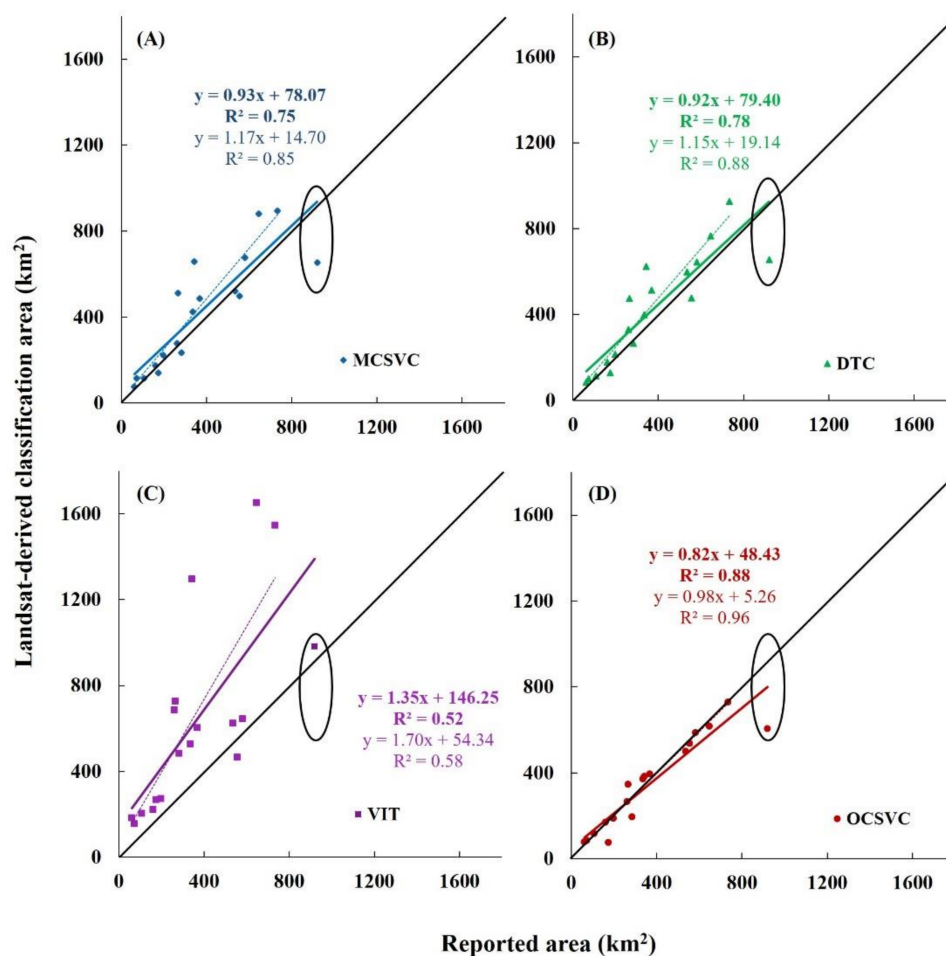 Landsat-derived classification area (km²)
(A)
1600
1200
800
400
0
y = 0.93x + 78.07
R² = 0.75
y = 1.17x + 14.70
R² = 0.85
MCSVC
0 400 800 1200 1600
(B)
1600
1200
800
400
0
y = 0.92x + 79.40
R² = 0.78
y = 1.15x + 19.14
R² = 0.88
DTC
0 400 800 1200 1600
(C)
1600
1200
800
400
0
y = 1.35x + 146.25
R² = 0.52
y = 1.70x + 54.34
R² = 0.58
VIT
0 400 800 1200 1600
(D)
1600
1200
800
400
0
y = 0.82x + 48.43
R² = 0.88
y = 0.98x + 5.26
R² = 0.96
OCSVC
0 400 800 1200 1600
Reported area (km²)